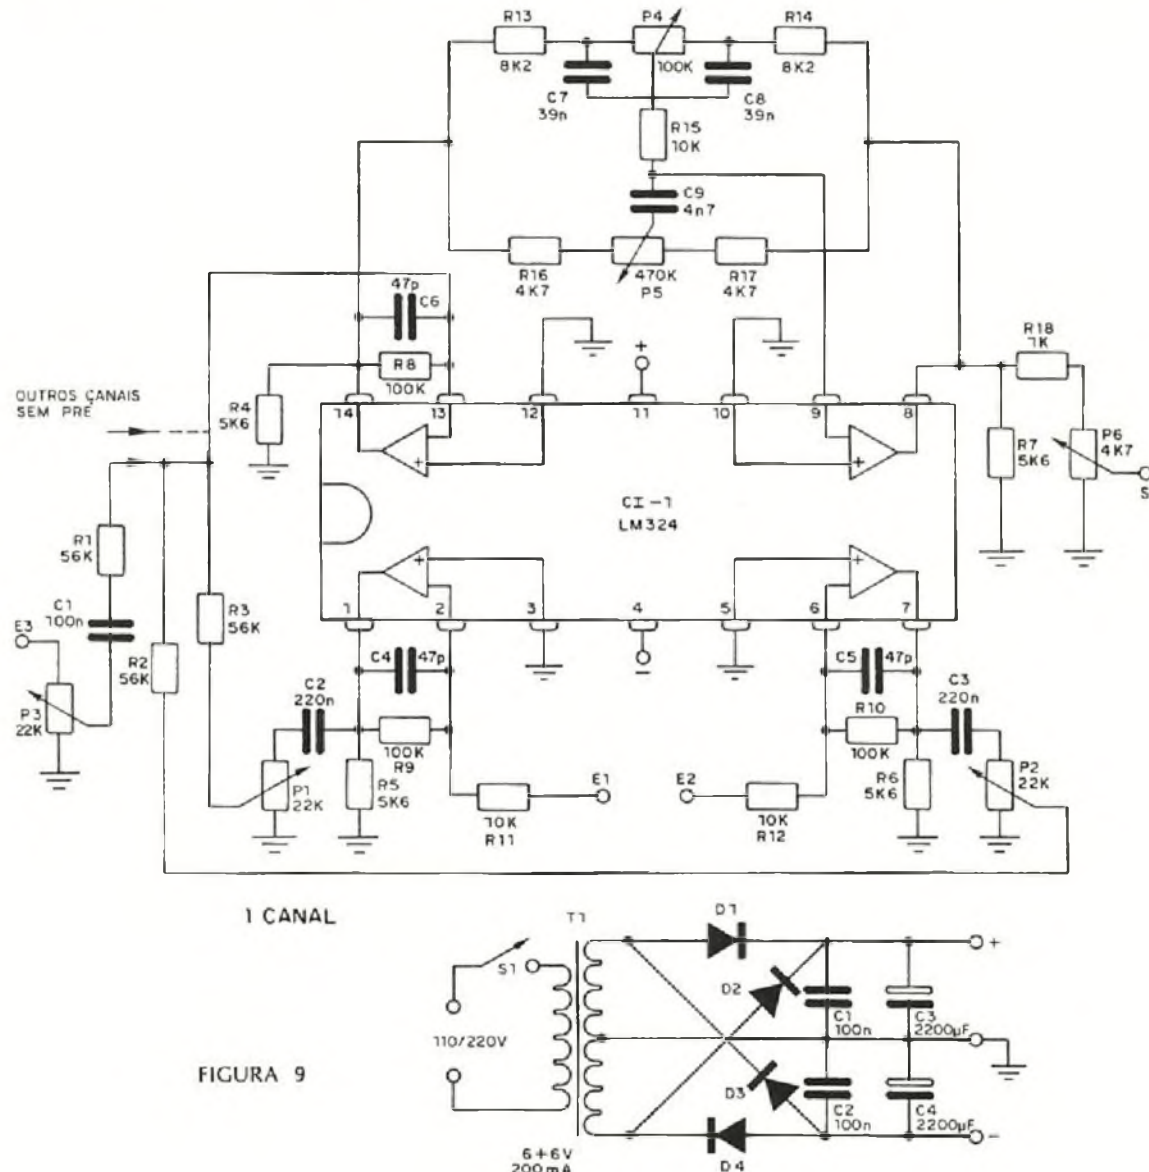 R13
8K2
P4
100K
R14
8K2
C7
39n
C8
39n
R15
10K
C9
4n7
R16
4K7
470K
P5
R17
4K7
47p
C6
R8
100K
R18
1K
OUTROS CANAIS
SEM PRÉ
R4
5K6
14
13
12
+
11
10
9
8
R7
5K6
P6
4K7
S
+
+
CI-1
LM324
+
+
R1
56K
C1
100n
E3
P3
22K
R2
56K
R3
56K
1
2
3
4
5
6
7
-
C4
47p
C5
47p
C2
220n
C3
220n
100K
R9
R10
100K
P1
22K
R5
5K6
10K
R11
E1
E2
10K
R12
R6
5K6
P2
22K
1 CANAL
T1
S1
110/220V
6+6V
200mA
D1
D2
D3
D4
C1
100n
C3
2200µF
C2
100n
C4
2200µF
+
-
FIGURA 9